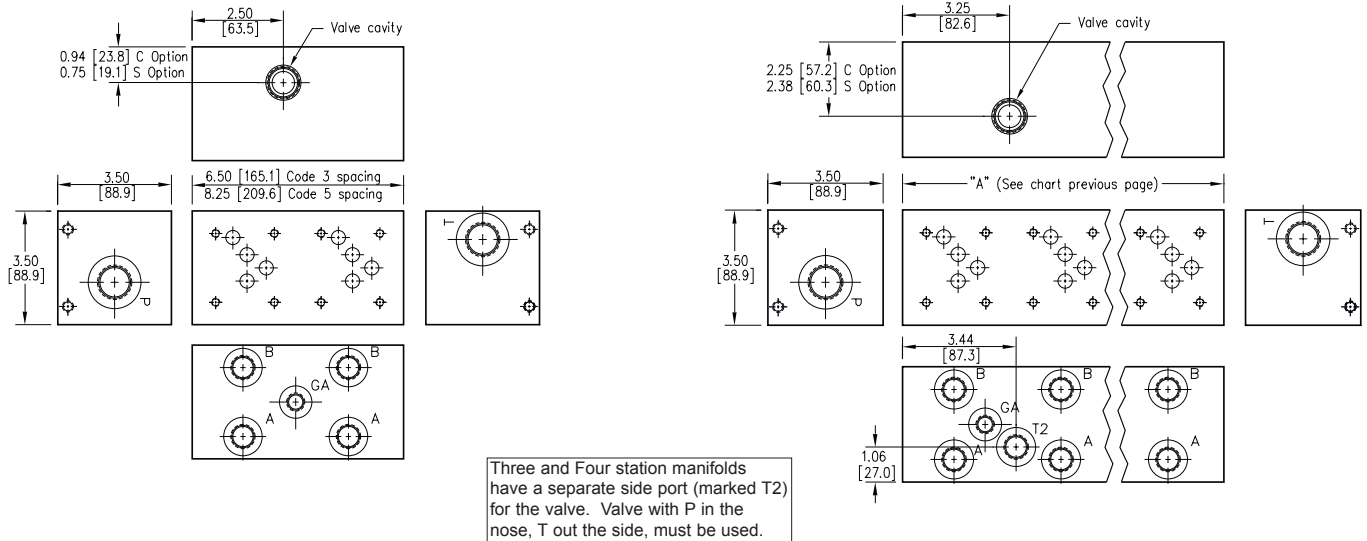 2.50
[63.5]
Valve cavity
0.94 [23.8] C Option
0.75 [19.1] S Option
3.50
[88.9]
6.50 [165.1] Code 3 spacing
8.25 [209.6] Code 5 spacing
3.50
[88.9]
P
T
B
B
GA
A
A
3.25
[82.6]
Valve cavity
2.25 [57.2] C Option
2.38 [60.3] S Option
3.50
[88.9]
"A" (See chart previous page)
3.50
[88.9]
P
T
3.44
[87.3]
B
B
B
GA
T2
A
A
A
1.06
[27.0]
Three and Four station manifolds
have a separate side port (marked T2)
for the valve. Valve with P in the
nose, T out the side, must be used.